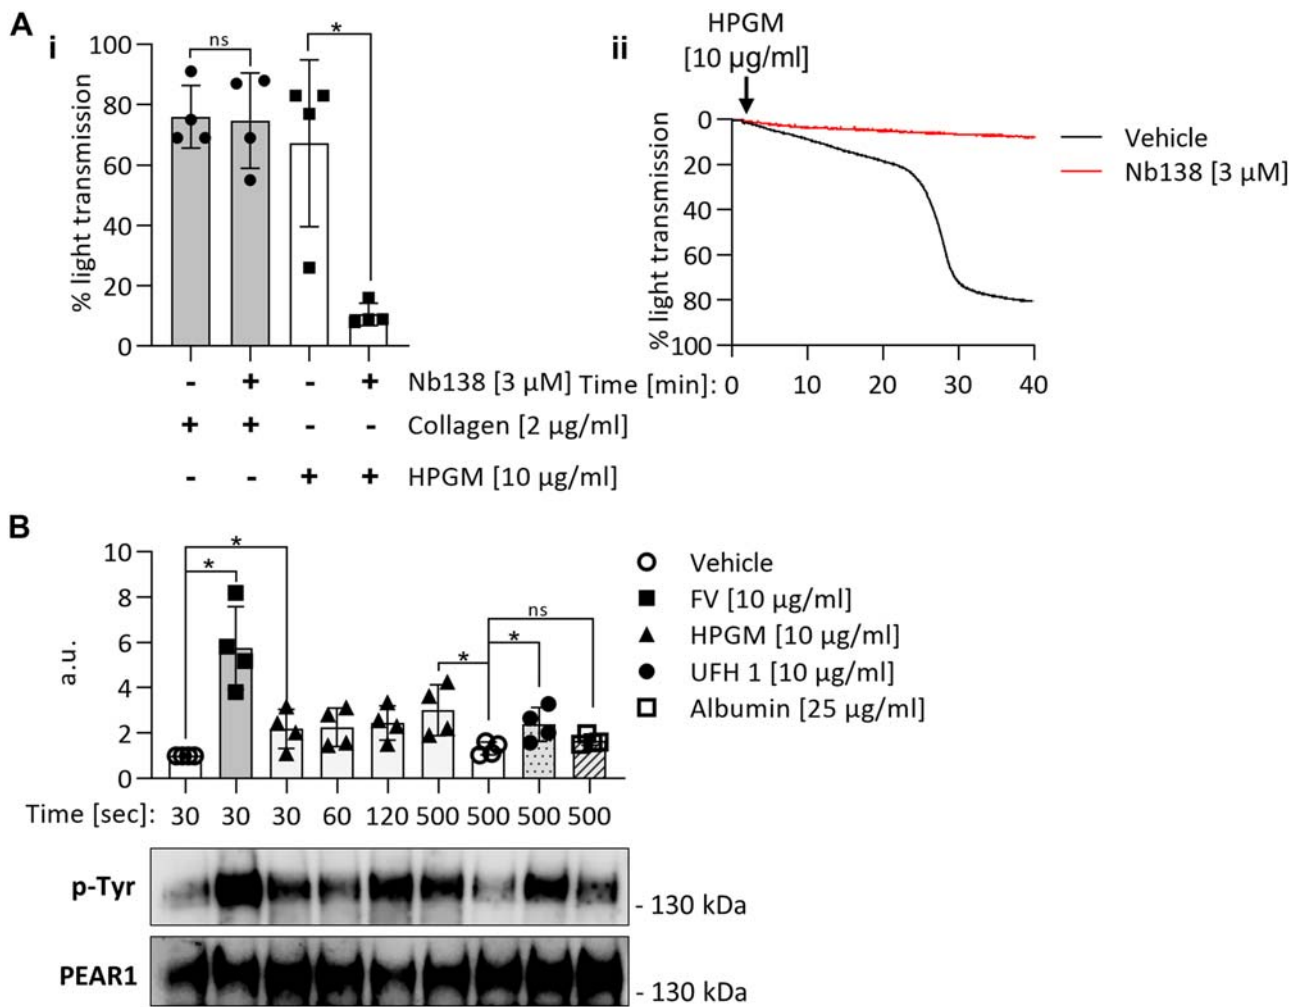 A
i
ii
HPGM
[10 µg/ml]
ns
*
% light transmission
100
80
60
40
20
0
- + - + Nb138 [3 µM]
+ + - - Collagen [2 µg/ml]
- - + + HPGM [10 µg/ml]
% light transmission
0
20
40
60
80
100
Time [min]: 0 10 20 30 40
Vehicle
Nb138 [3 µM]
B
a.u.
10
8
6
4
2
0
*
*
*
*
ns
Time [sec]: 30 30 30 60 120 500 500 500 500
Vehicle
FV [10 µg/ml]
HPGM [10 µg/ml]
UFH 1 [10 µg/ml]
Albumin [25 µg/ml]
p-Tyr
- 130 kDa
PEAR1
- 130 kDa